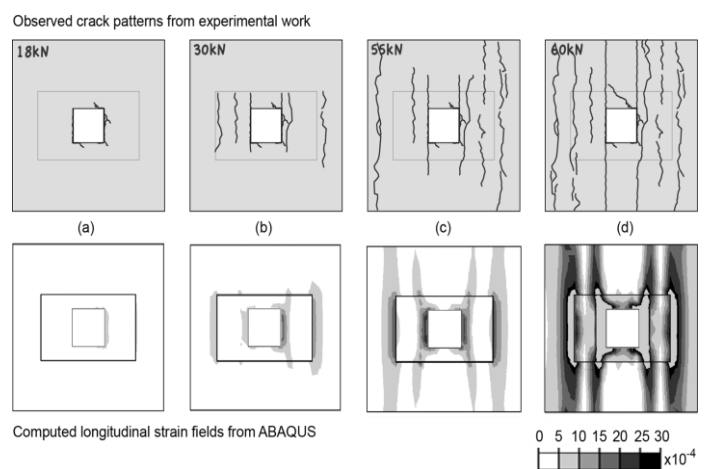 Observed crack patterns from experimental work
18kN
30kN
55kN
60kN
(a)
(b)
(c)
(d)
Computed longitudinal strain fields from ABAQUS
0 5 10 15 20 25 30
x10⁻⁴